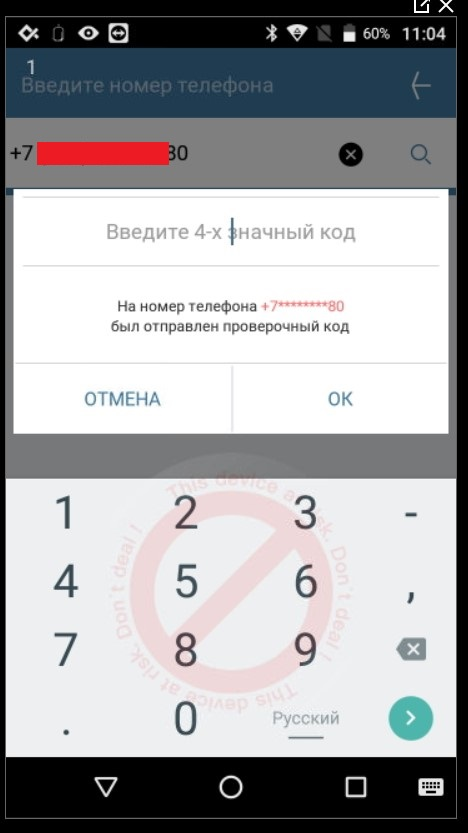 60% 11:04
1
Введите номер телефона
+7 80
Введите 4-х значный код
На номер телефона +7********80
был отправлен проверочный код
ОТМЕНА ОК
1 2 3 -
4 5 6 ,
7 8 9
. 0 Русский
This device at risk, Don't deal !
This device at risk, Don't deal !